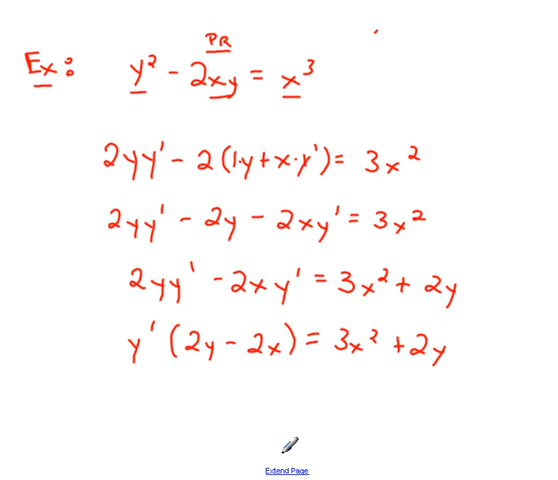 PR
Ex: y² - 2xy = x³
2yy' - 2(1·y+x·y') = 3x²
2yy' - 2y - 2xy' = 3x²
2yy' - 2xy' = 3x² + 2y
y' (2y - 2x) = 3x² + 2y
Extend Page